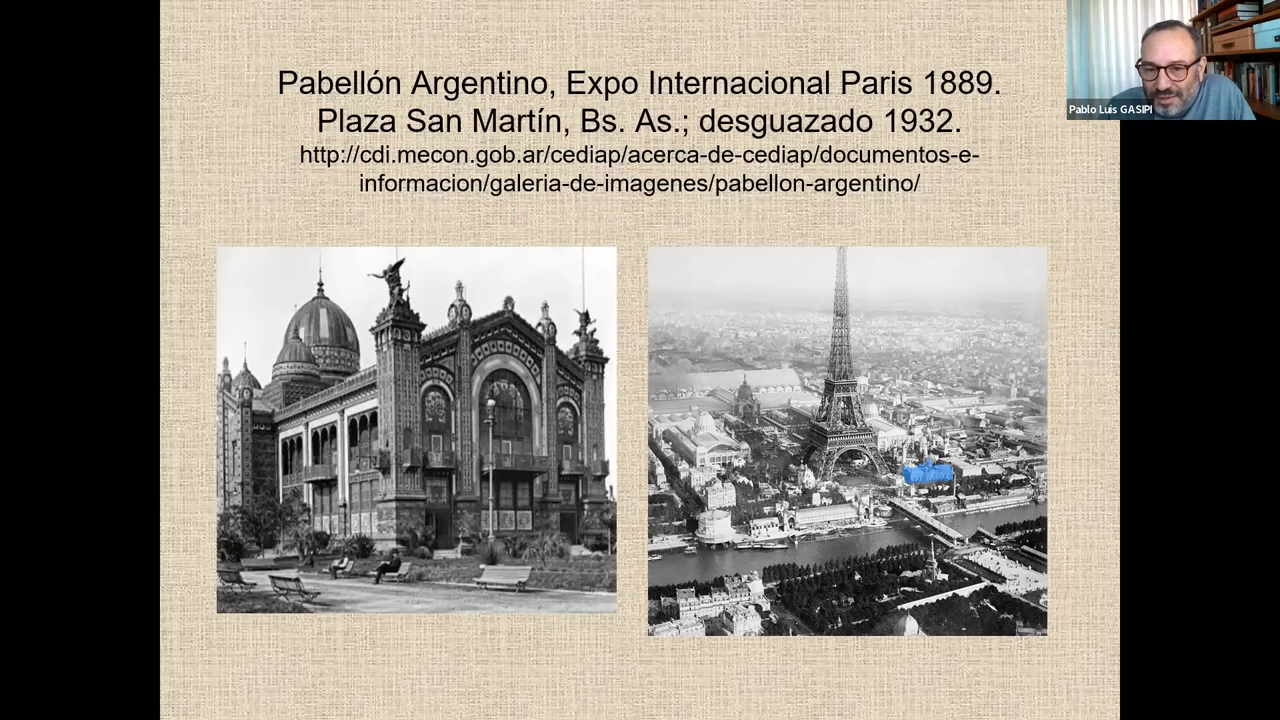 Pabellón Argentino, Expo Internacional Paris 1889.
Plaza San Martín, Bs. As.; desguazado 1932.
http://cdi.mecon.gob.ar/cediap/acerca-de-cediap/documentos-e-
informacion/galeria-de-imagenes/pabellon-argentino/
Pablo Luis GASIPI